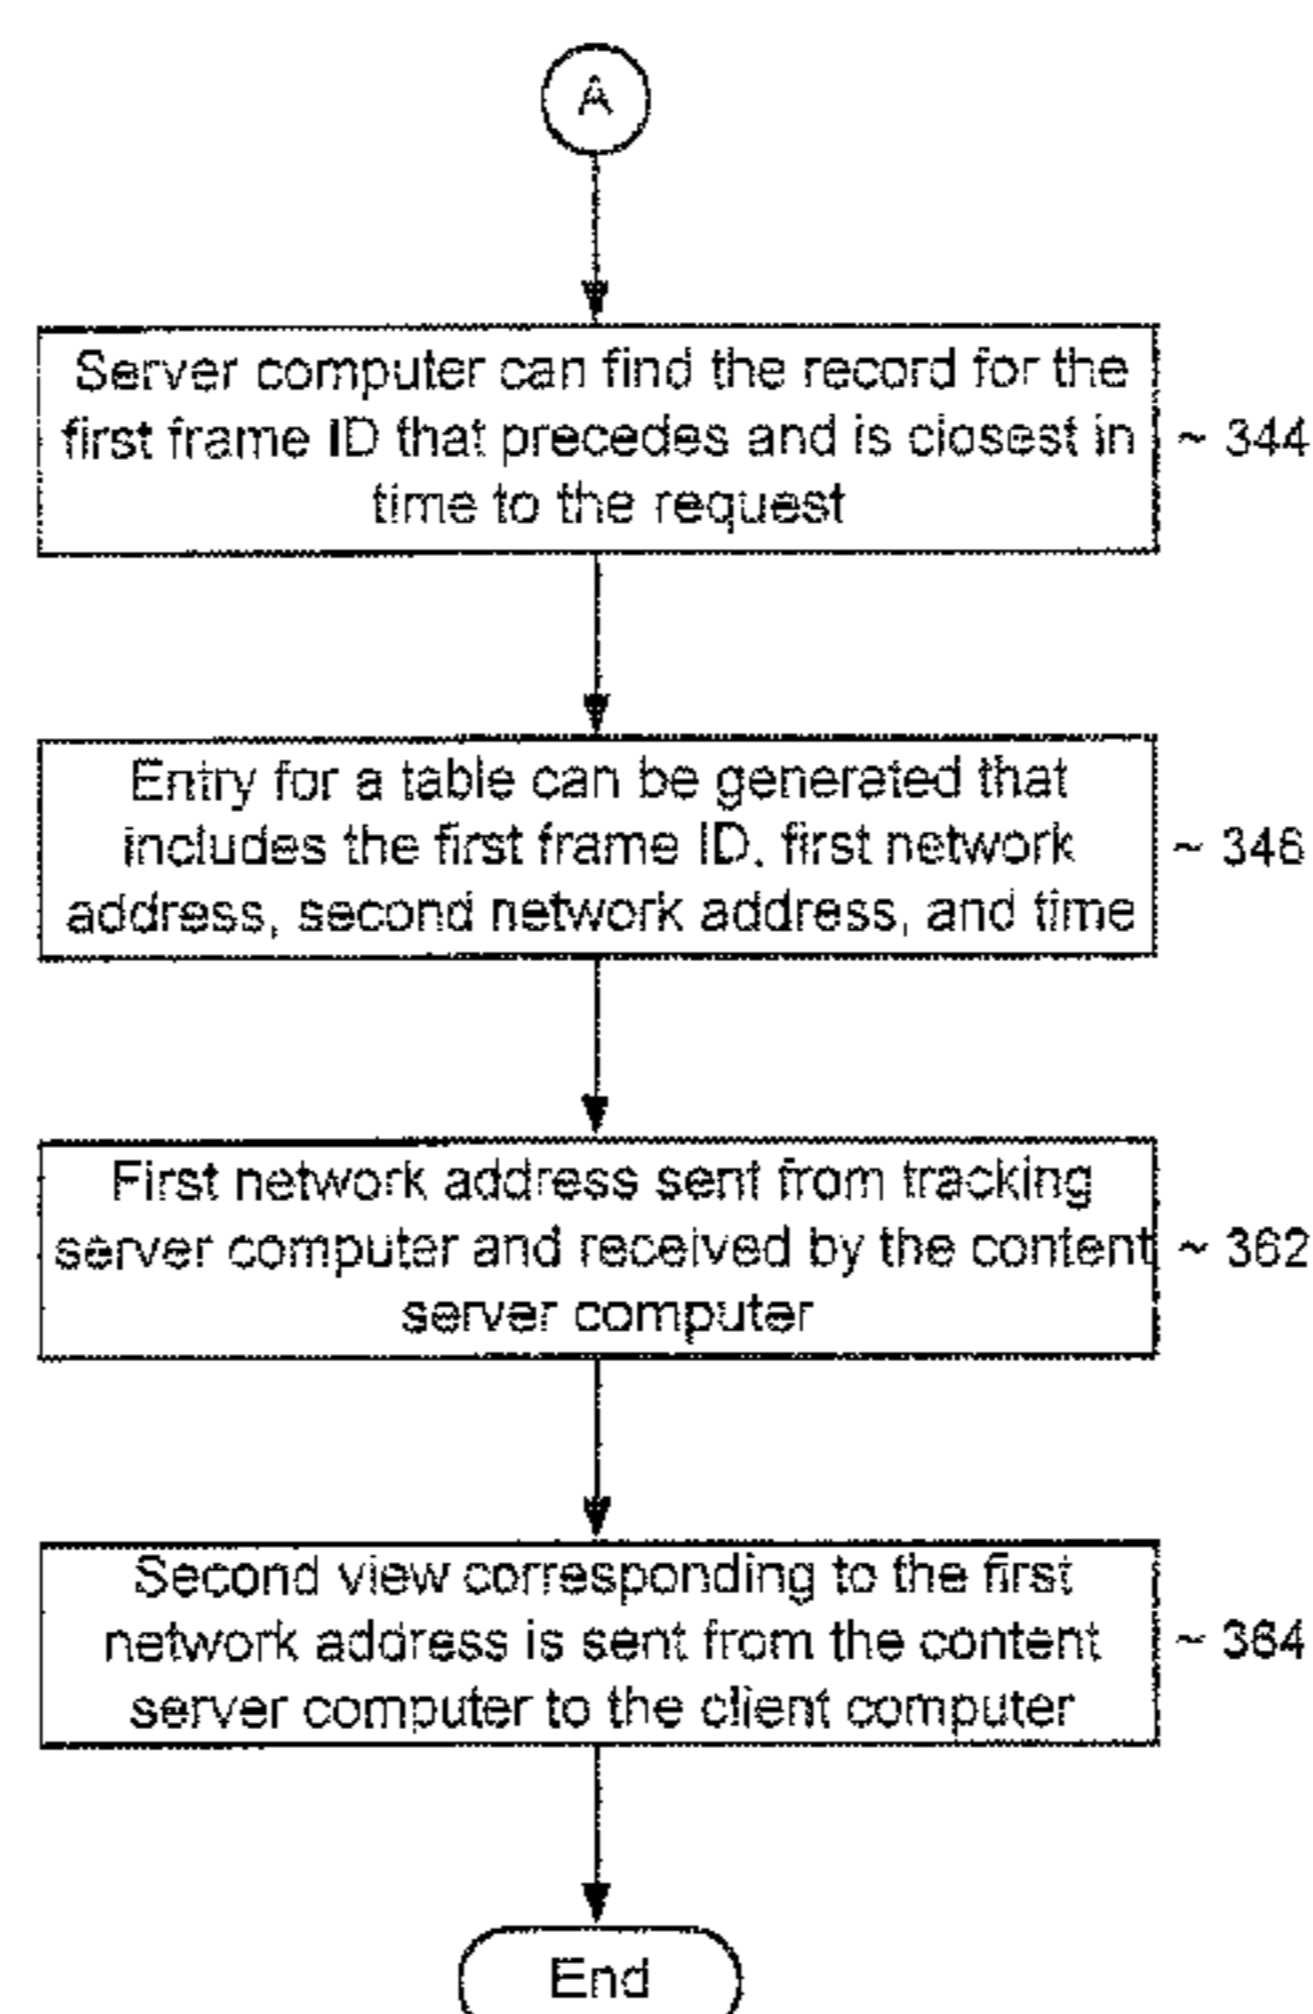 A
Server computer can find the record for the
first frame ID that precedes and is closest in
time to the request
~ 344
Entry for a table can be generated that
includes the first frame ID, first network
address, second network address, and time
~ 346
First network address sent from tracking
server computer and received by the content
server computer
~ 362
Second view corresponding to the first
network address is sent from the content
server computer to the client computer
~ 364
End